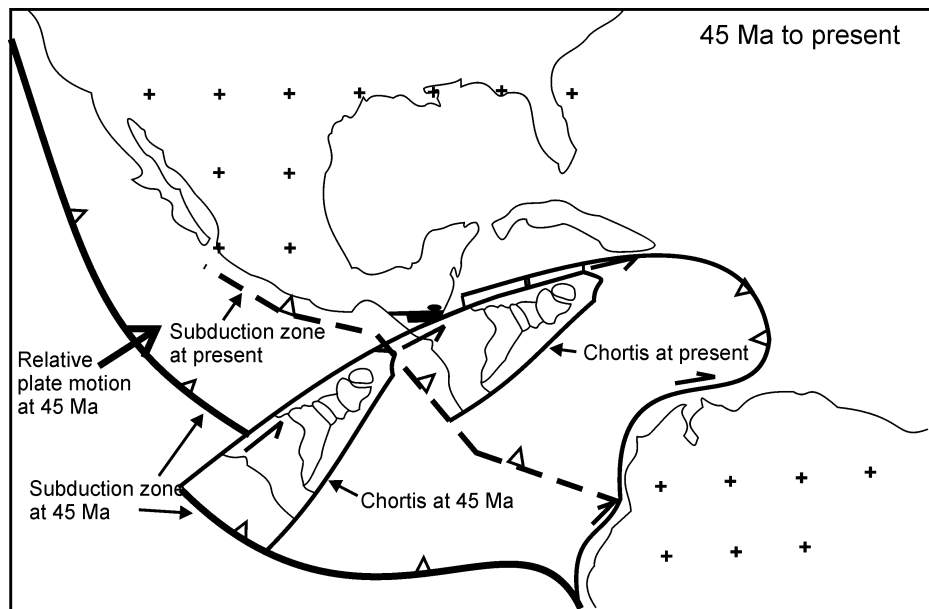 45 Ma to present
Subduction zone
at present
Relative
plate motion
at 45 Ma
Chortis at present
Subduction zone
at 45 Ma
Chortis at 45 Ma